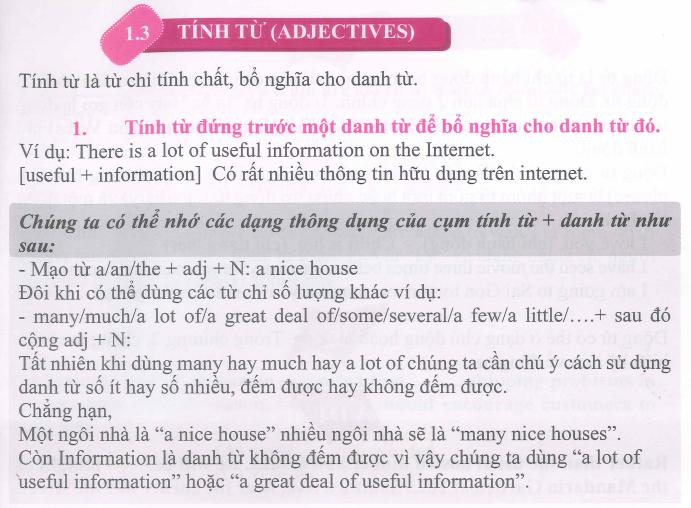 1.3 TÍNH TỪ (ADJECTIVES)
Tính từ là từ chỉ tính chất, bổ nghĩa cho danh từ.
1. Tính từ đứng trước một danh từ để bổ nghĩa cho danh từ đó.
Ví dụ: There is a lot of useful information on the Internet.
[useful + information] Có rất nhiều thông tin hữu dụng trên internet.
Chúng ta có thể nhớ các dạng thông dụng của cụm tính từ + danh từ như
sau:
- Mạo từ a/an/the + adj + N: a nice house
Đôi khi có thể dùng các từ chỉ số lượng khác ví dụ:
- many/much/a lot of/a great deal of/some/several/a few/a little/….+ sau đó
cộng adj + N:
Tất nhiên khi dùng many hay much hay a lot of chúng ta cần chú ý cách sử dụng
danh từ số ít hay số nhiều, đếm được hay không đếm được.
Chẳng hạn,
Một ngôi nhà là “a nice house” nhiều ngôi nhà sẽ là “many nice houses”.
Còn Information là danh từ không đếm được vì vậy chúng ta dùng “a lot of
useful information” hoặc “a great deal of useful information”.